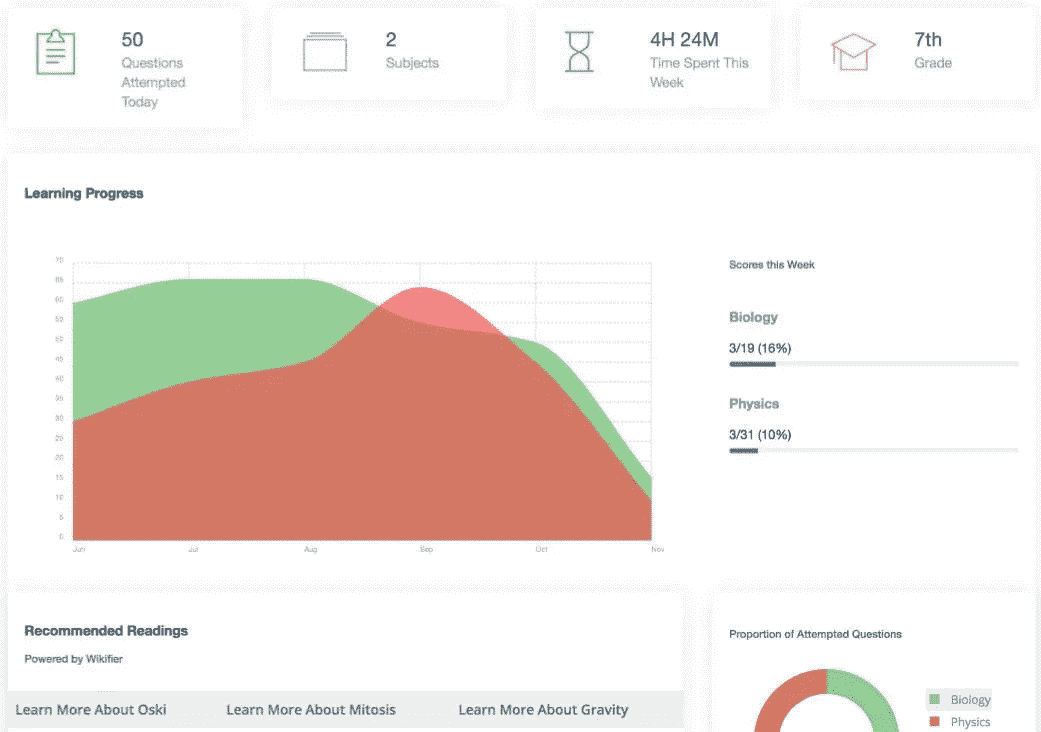 50
Questions
Attempted
Today
2
Subjects
4H 24M
Time Spent This
Week
7th
Grade
Learning Progress
70
65
60
55
50
45
40
35
30
25
20
15
10
5
0
Jun
Jul
Aug
Sep
Oct
Nov
Scores this Week
Biology
3/19 (16%)
Physics
3/31 (10%)
Recommended Readings
Powered by Wikifier
Learn More About Oski
Learn More About Mitosis
Learn More About Gravity
Proportion of Attempted Questions
Biology
Physics